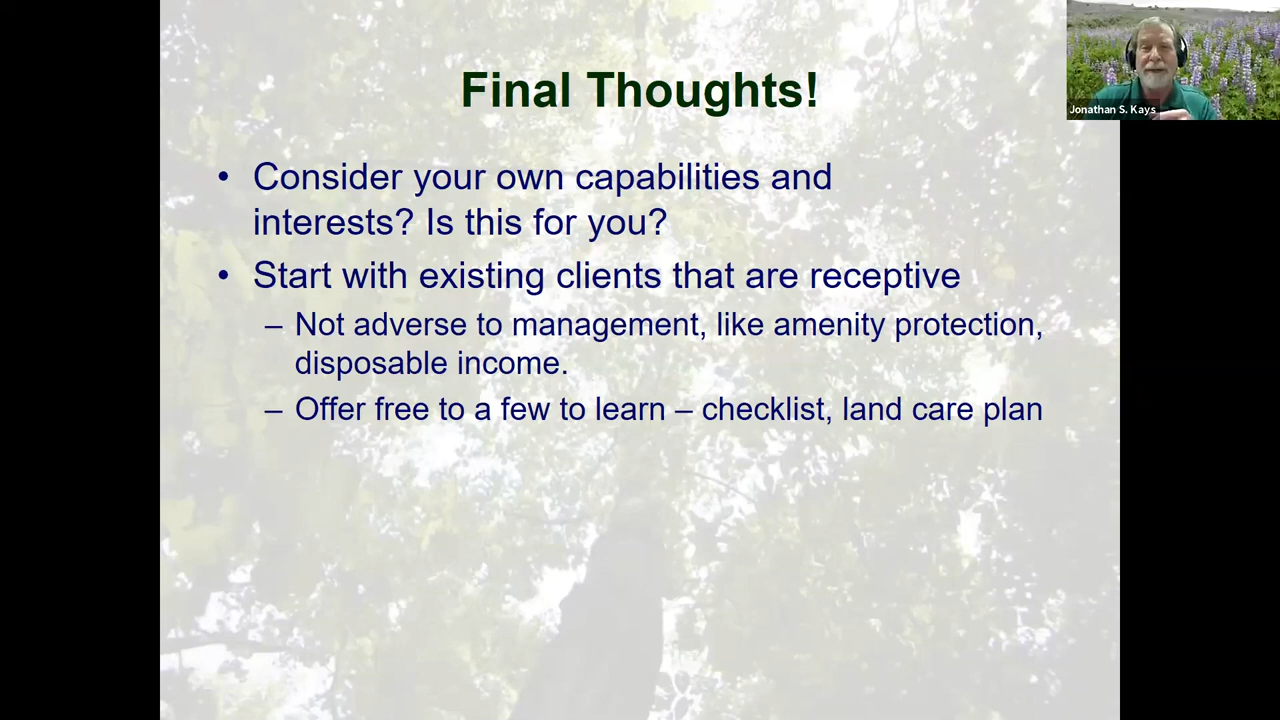 Final Thoughts!
Jonathan S. Kays
• Consider your own capabilities and
interests? Is this for you?
• Start with existing clients that are receptive
– Not adverse to management, like amenity protection,
disposable income.
– Offer free to a few to learn – checklist, land care plan